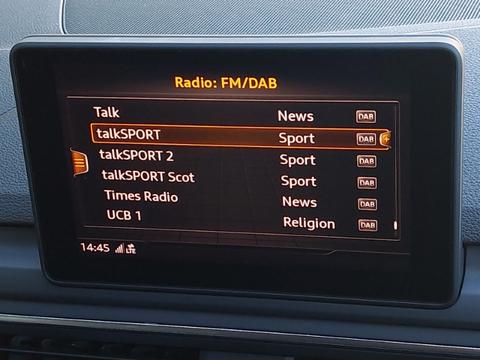 Radio: FM/DAB
Talk News DAB
talkSPORT Sport DAB
talkSPORT 2 Sport DAB
talkSPORT Scot Sport DAB
Times Radio News DAB
UCB 1 Religion DAB
14:45 LTE